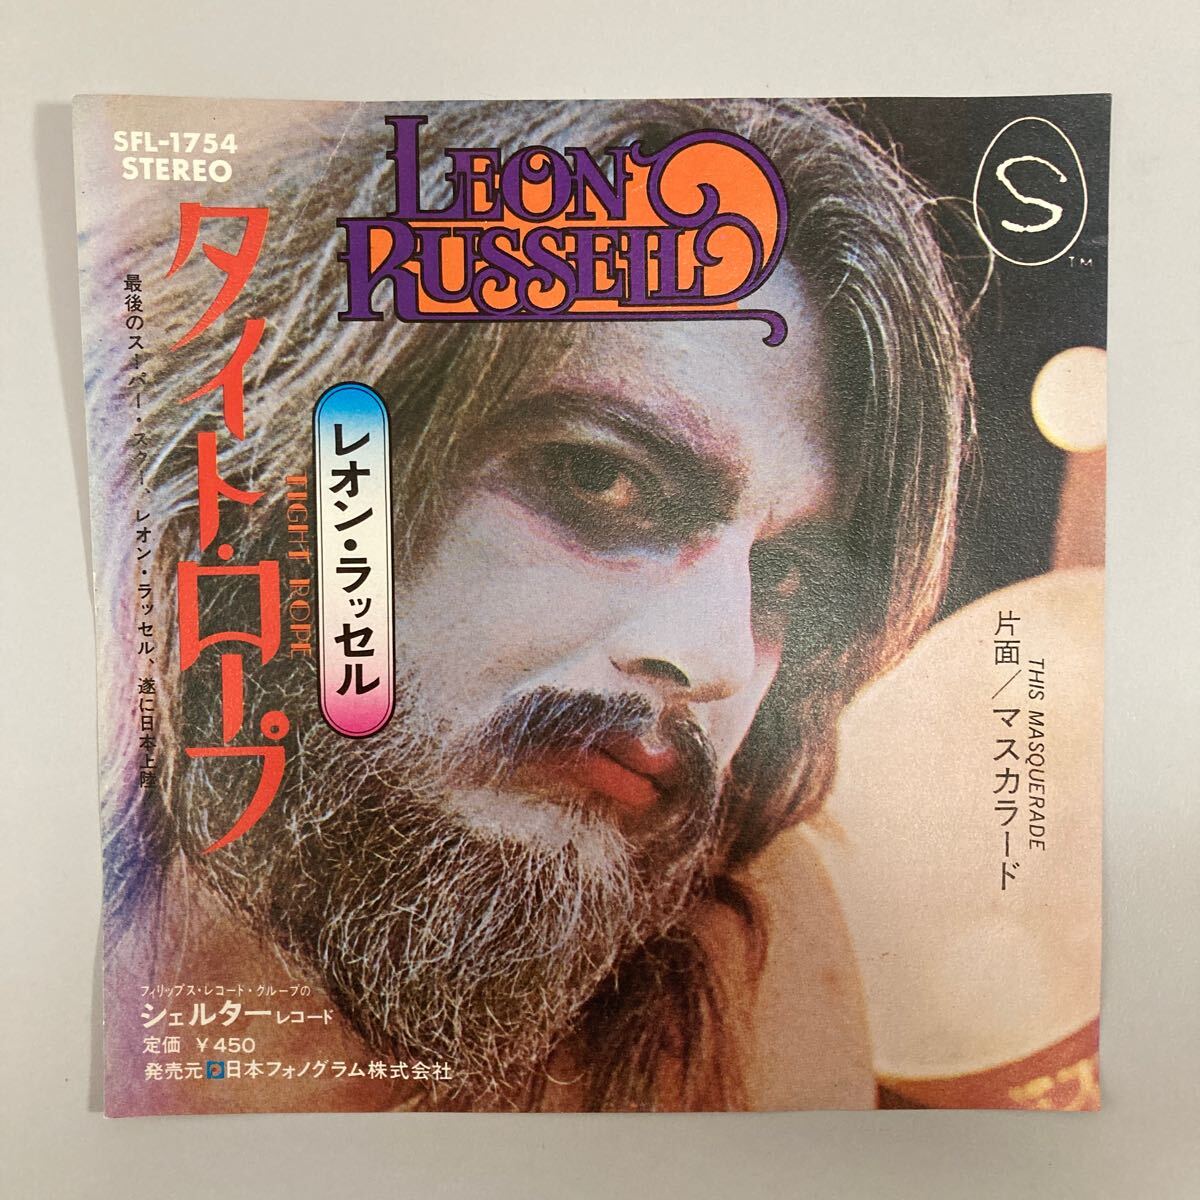 SFL-1754
STEREO
LEON
RUSSELL
S
TM
タイト・ロープ
TIGHT ROPE
レオン・ラッセル
最後のスーパー・スター、レオン・ラッセル、遂に日本上陸
片面／マスカラード
THIS MASQUERADE
フィリップス・レコード・グループの
シェルターレコード
定価 ￥450
発売元 P日本フォノグラム株式会社